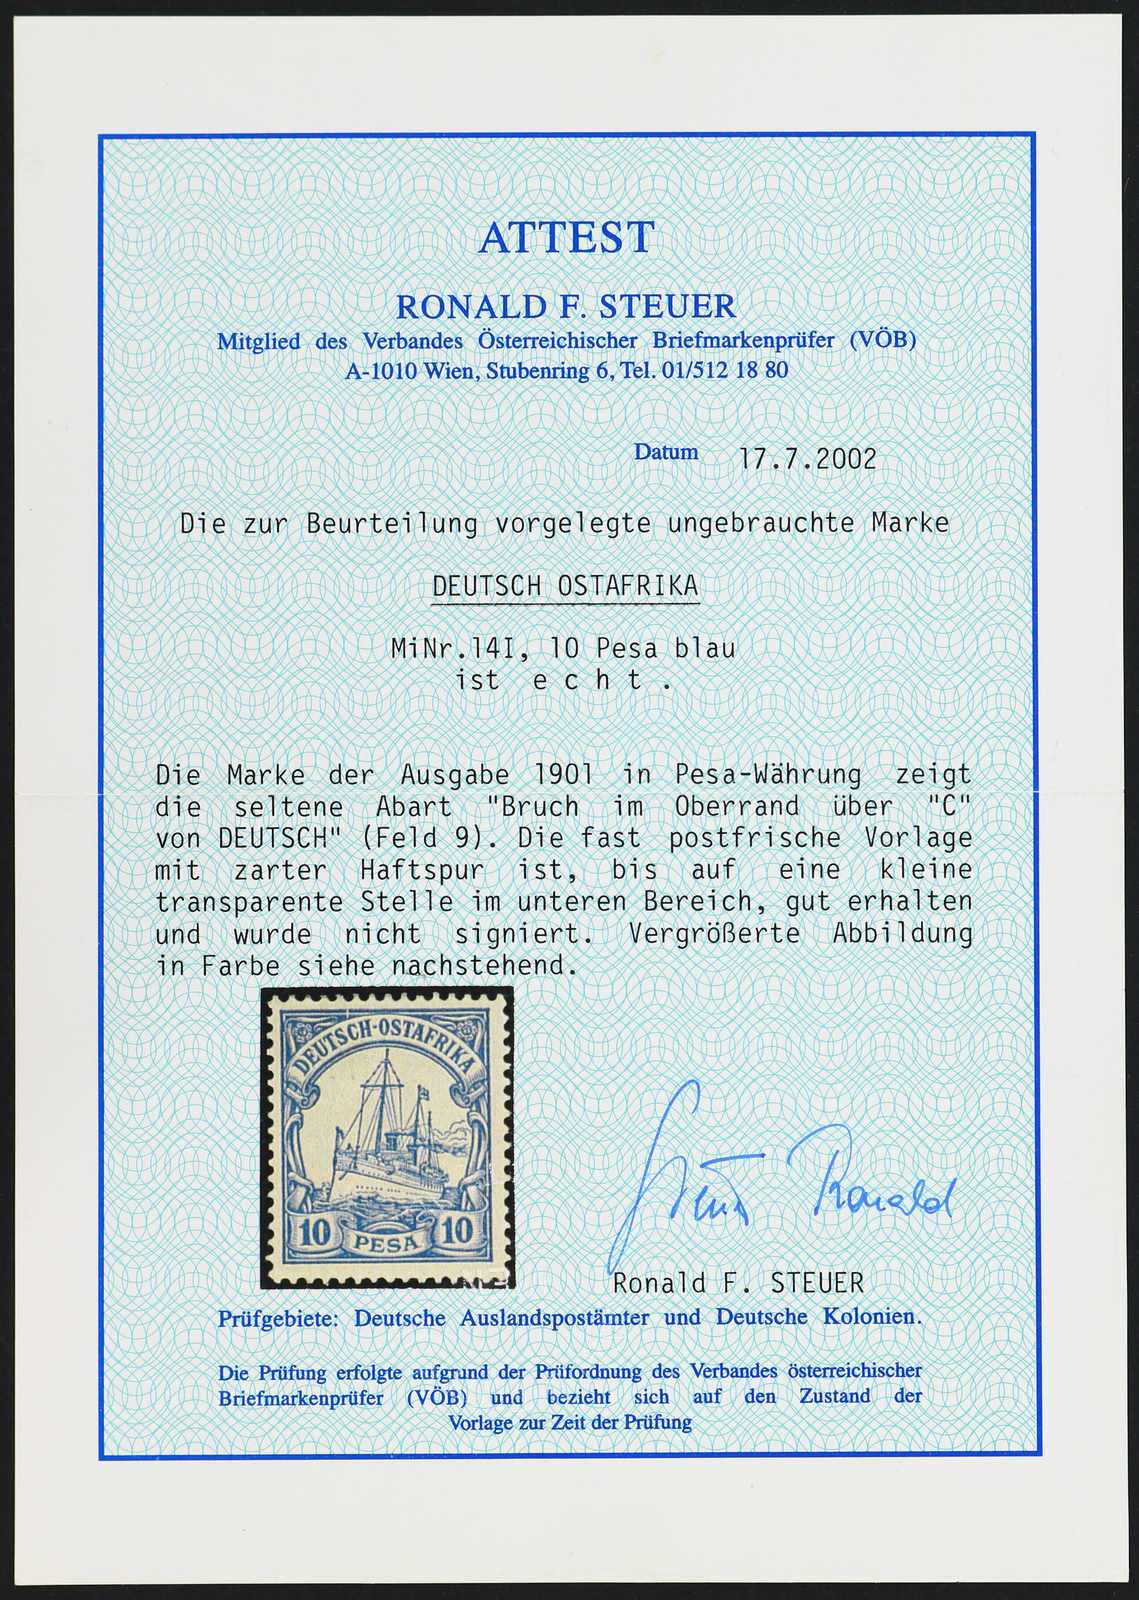 ATTEST
RONALD F. STEUER
Mitglied des Verbandes Österreichischer Briefmarkenprüfer (VÖB)
A-1010 Wien, Stubenring 6, Tel. 01/512 18 80
Datum 17.7.2002
Die zur Beurteilung vorgelegte ungebrauchte Marke
DEUTSCH OSTAFRIKA
MiNr.14I, 10 Pesa blau
ist e c h t .
Die Marke der Ausgabe 1901 in Pesa-Währung zeigt
die seltene Abart "Bruch im Oberrand über "C"
von DEUTSCH" (Feld 9). Die fast postfrische Vorlage
mit zarter Haftspur ist, bis auf eine kleine
transparente Stelle im unteren Bereich, gut erhalten
und wurde nicht signiert. Vergrößerte Abbildung
in Farbe siehe nachstehend.
DEUTSCH-OSTAFRIKA
10 PESA 10
Steuer Ronald
Ronald F. STEUER
Prüfgebiete: Deutsche Auslandspostämter und Deutsche Kolonien.
Die Prüfung erfolgte aufgrund der Prüfordnung des Verbandes österreichischer
Briefmarkenprüfer (VÖB) und bezieht sich auf den Zustand der
Vorlage zur Zeit der Prüfung